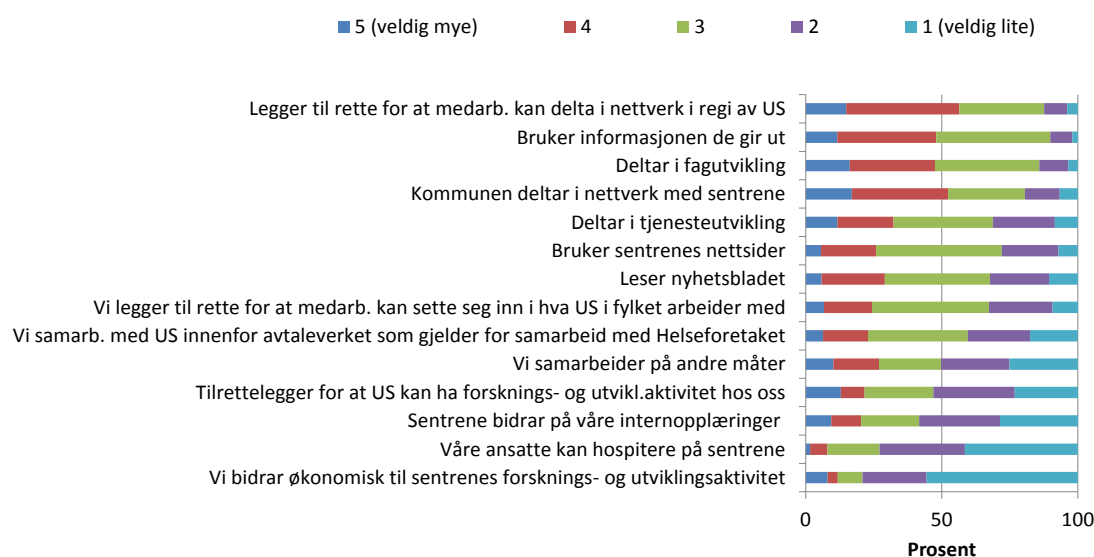 5 (veldig mye) 4 3 2 1 (veldig lite)
Legger til rette for at medarb. kan delta i nettverk i regi av US
Bruker informasjonen de gir ut
Deltar i fagutvikling
Kommunen deltar i nettverk med sentrene
Deltar i tjenesteutvikling
Bruker sentrenes nettsider
Leser nyhetsbladet
Vi legger til rette for at medarb. kan sette seg inn i hva US i fylket arbeider med
Vi samarb. med US innenfor avtaleverket som gjelder for samarbeid med Helseforetaket
Vi samarbeider på andre måter
Tilrettelegger for at US kan ha forsknings- og utvikl.aktivitet hos oss
Sentrene bidrar på våre internopplæringer
Våre ansatte kan hospitere på sentrene
Vi bidrar økonomisk til sentrenes forsknings- og utviklingsaktivitet
0 50 100
Prosent